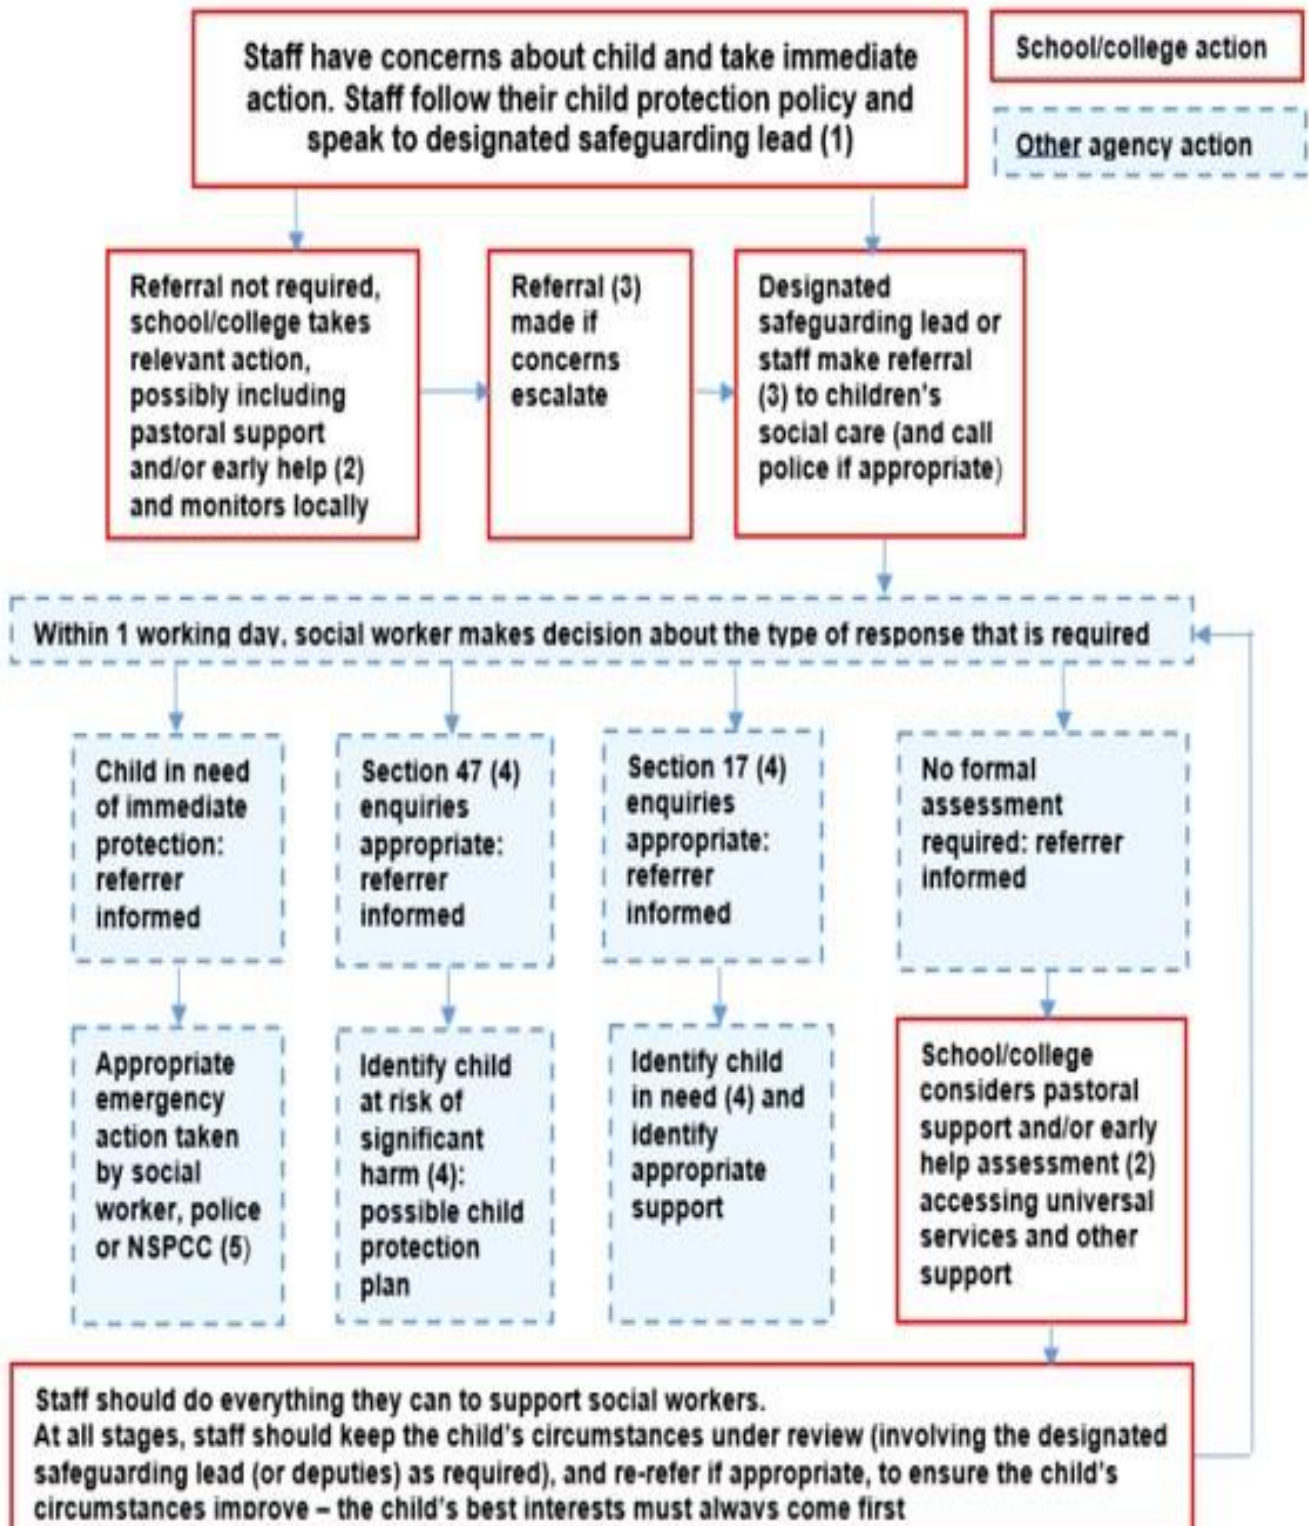 Staff have concerns about child and take immediate
action. Staff follow their child protection policy and
speak to designated safeguarding lead (1)
School/college action
Other agency action
Referral not required,
school/college takes
relevant action,
possibly including
pastoral support
and/or early help (2)
and monitors locally
Referral (3)
made if
concerns
escalate
Designated
safeguarding lead or
staff make referral
(3) to children's
social care (and call
police if appropriate)
Within 1 working day, social worker makes decision about the type of response that is required
Child in need
of immediate
protection:
referrer
informed
Section 47 (4)
enquiries
appropriate:
referrer
informed
Section 17 (4)
enquiries
appropriate:
referrer
informed
No formal
assessment
required: referrer
informed
Appropriate
emergency
action taken
by social
worker, police
or NSPCC (5)
Identify child
at risk of
significant
harm (4):
possible child
protection
plan
Identify child
in need (4) and
identify
appropriate
support
School/college
considers pastoral
support and/or early
help assessment (2)
accessing universal
services and other
support
Staff should do everything they can to support social workers.
At all stages, staff should keep the child's circumstances under review (involving the designated
safeguarding lead (or deputies) as required), and re-refer if appropriate, to ensure the child's
circumstances improve – the child's best interests must always come first